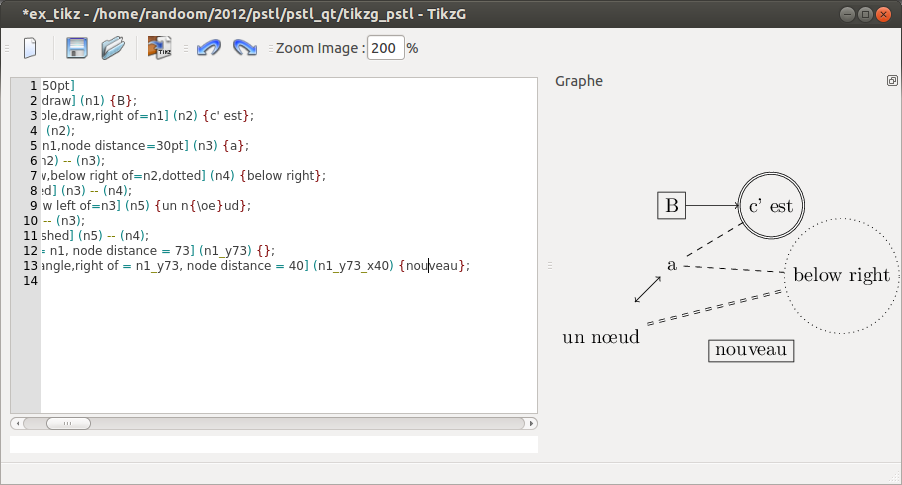 *ex_tikz - /home/randoom/2012/pstl/pstl_qt/tikzg_pstl - TikzG
TikZ
Zoom Image : 200 %
Graphe
1 50pt]
2 draw] (n1) {B};
3 ple,draw,right of=n1] (n2) {c' est};
4 (n2);
5 n1,node distance=30pt] (n3) {a};
6 n2) -- (n3);
7 w,below right of=n2,dotted] (n4) {below right};
8 ed] (n3) -- (n4);
9 w left of=n3] (n5) {un n{\oe}ud};
10 -- (n3);
11 shed] (n5) -- (n4);
12 = n1, node distance = 73] (n1_y73) {};
13 angle,right of = n1_y73, node distance = 40] (n1_y73_x40) {nouveau};
14
B
c' est
a
below right
un nœud
nouveau